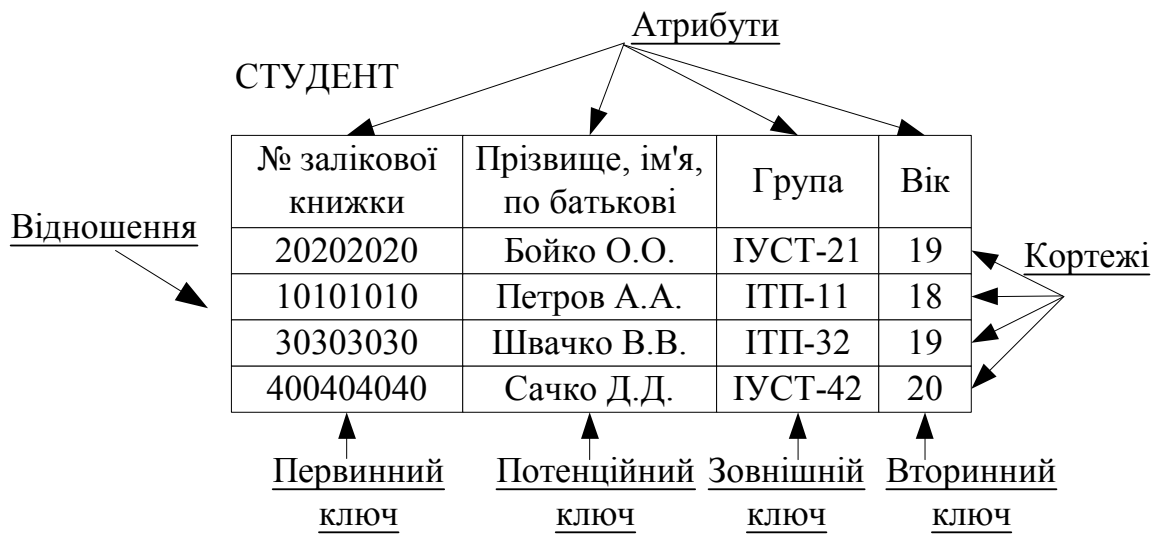 Атрибути
СТУДЕНТ
№ залікової книжки
Прізвище, ім'я, по батькові
Група
Вік
Відношення
20202020 Бойко О.О. ІУСТ-21 19
Кортежі
10101010 Петров А.А. ІТП-11 18
30303030 Швачко В.В. ІТП-32 19
400404040 Сачко Д.Д. ІУСТ-42 20
Первинний ключ
Потенційний ключ
Зовнішній ключ
Вторинний ключ